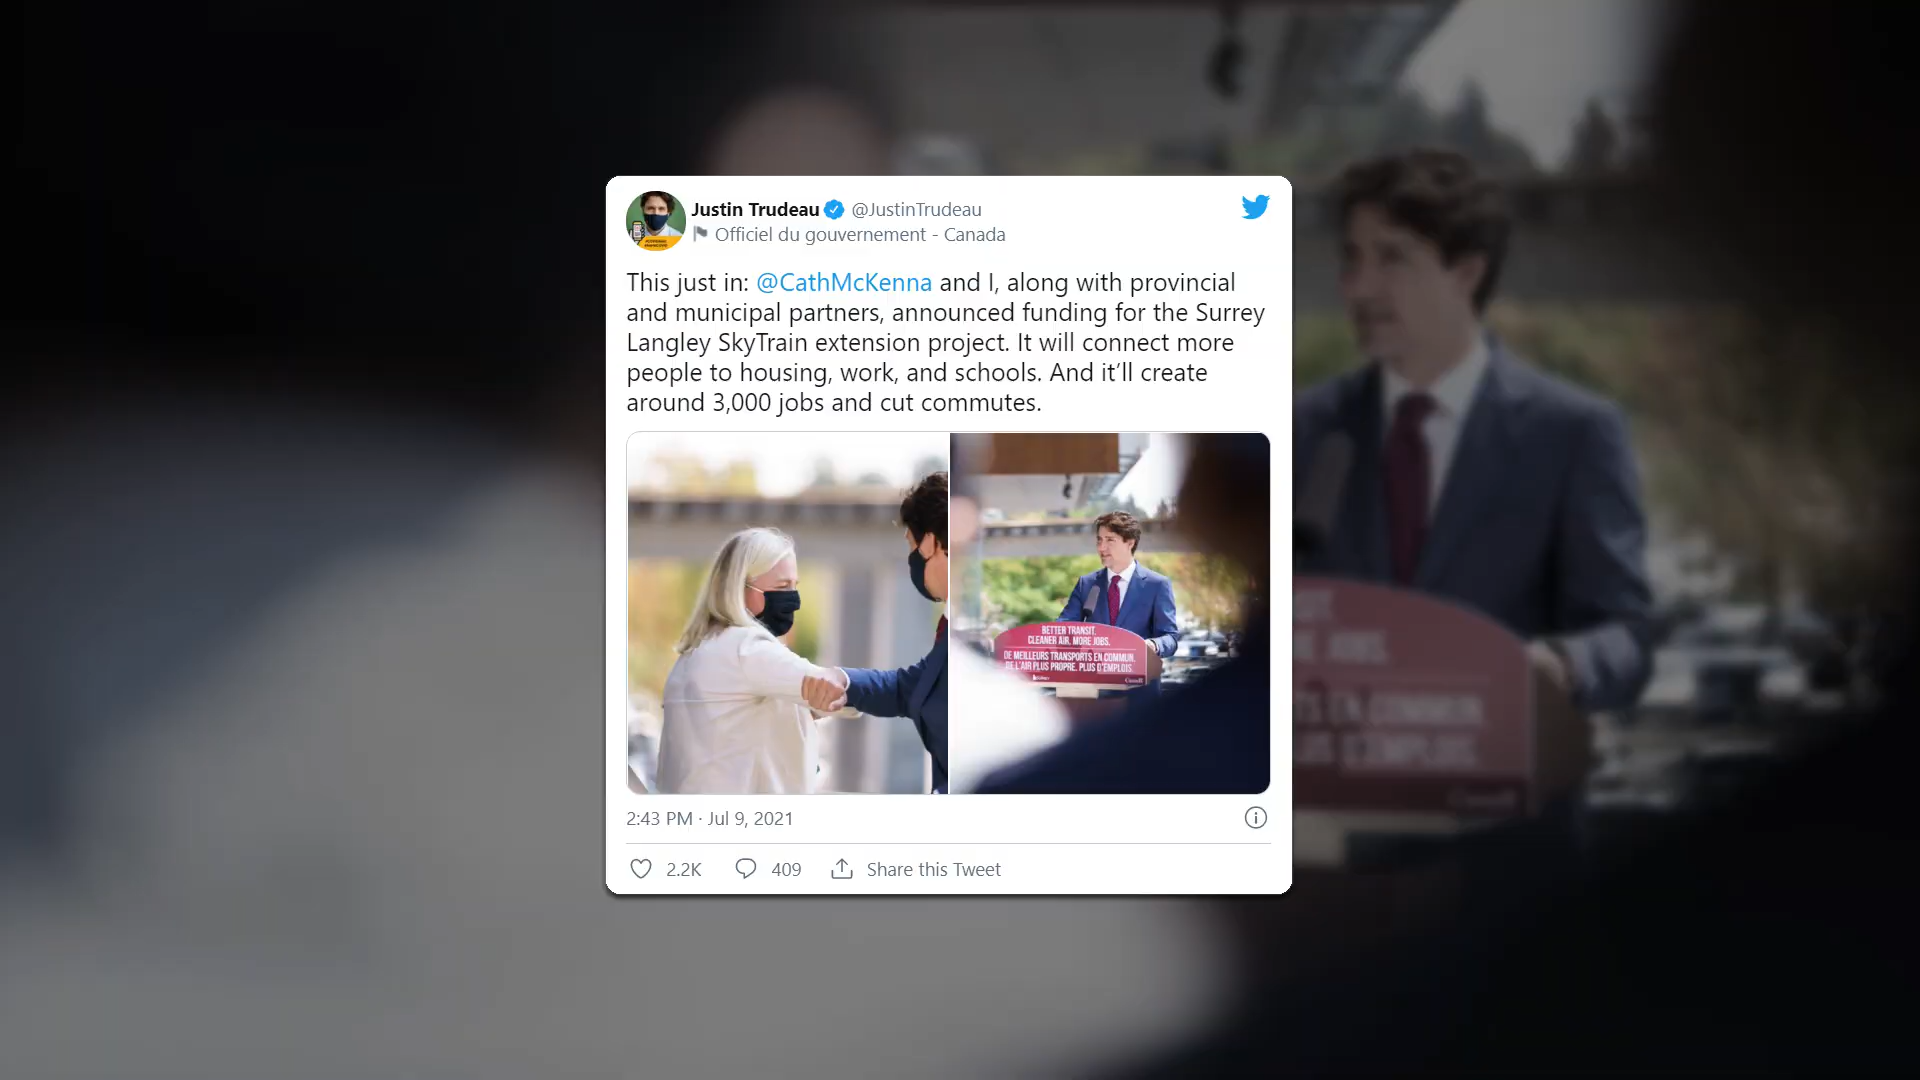 Justin Trudeau @JustinTrudeau
Officiel du gouvernement - Canada
This just in: @CathMcKenna and I, along with provincial
and municipal partners, announced funding for the Surrey
Langley SkyTrain extension project. It will connect more
people to housing, work, and schools. And it’ll create
around 3,000 jobs and cut commutes.
BETTER TRANSIT.
CLEANER AIR. MORE JOBS.
DE MEILLEURS TRANSPORTS EN COMMUN.
DE L'AIR PLUS PROPRE. PLUS D'EMPLOIS.
Canada
2:43 PM · Jul 9, 2021
2.2K 409 Share this Tweet